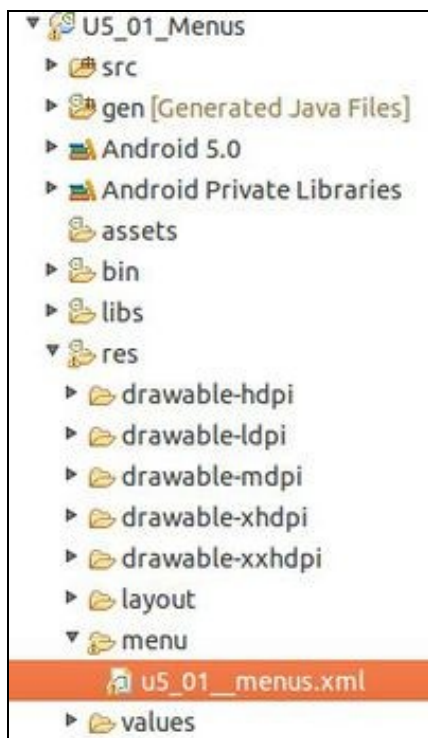 U5_01_Menus
src
gen [Generated Java Files]
Android 5.0
Android Private Libraries
assets
bin
libs
res
drawable-hdpi
drawable-ldpi
drawable-mdpi
drawable-xhdpi
drawable-xxhdpi
layout
menu
u5_01__menus.xml
values